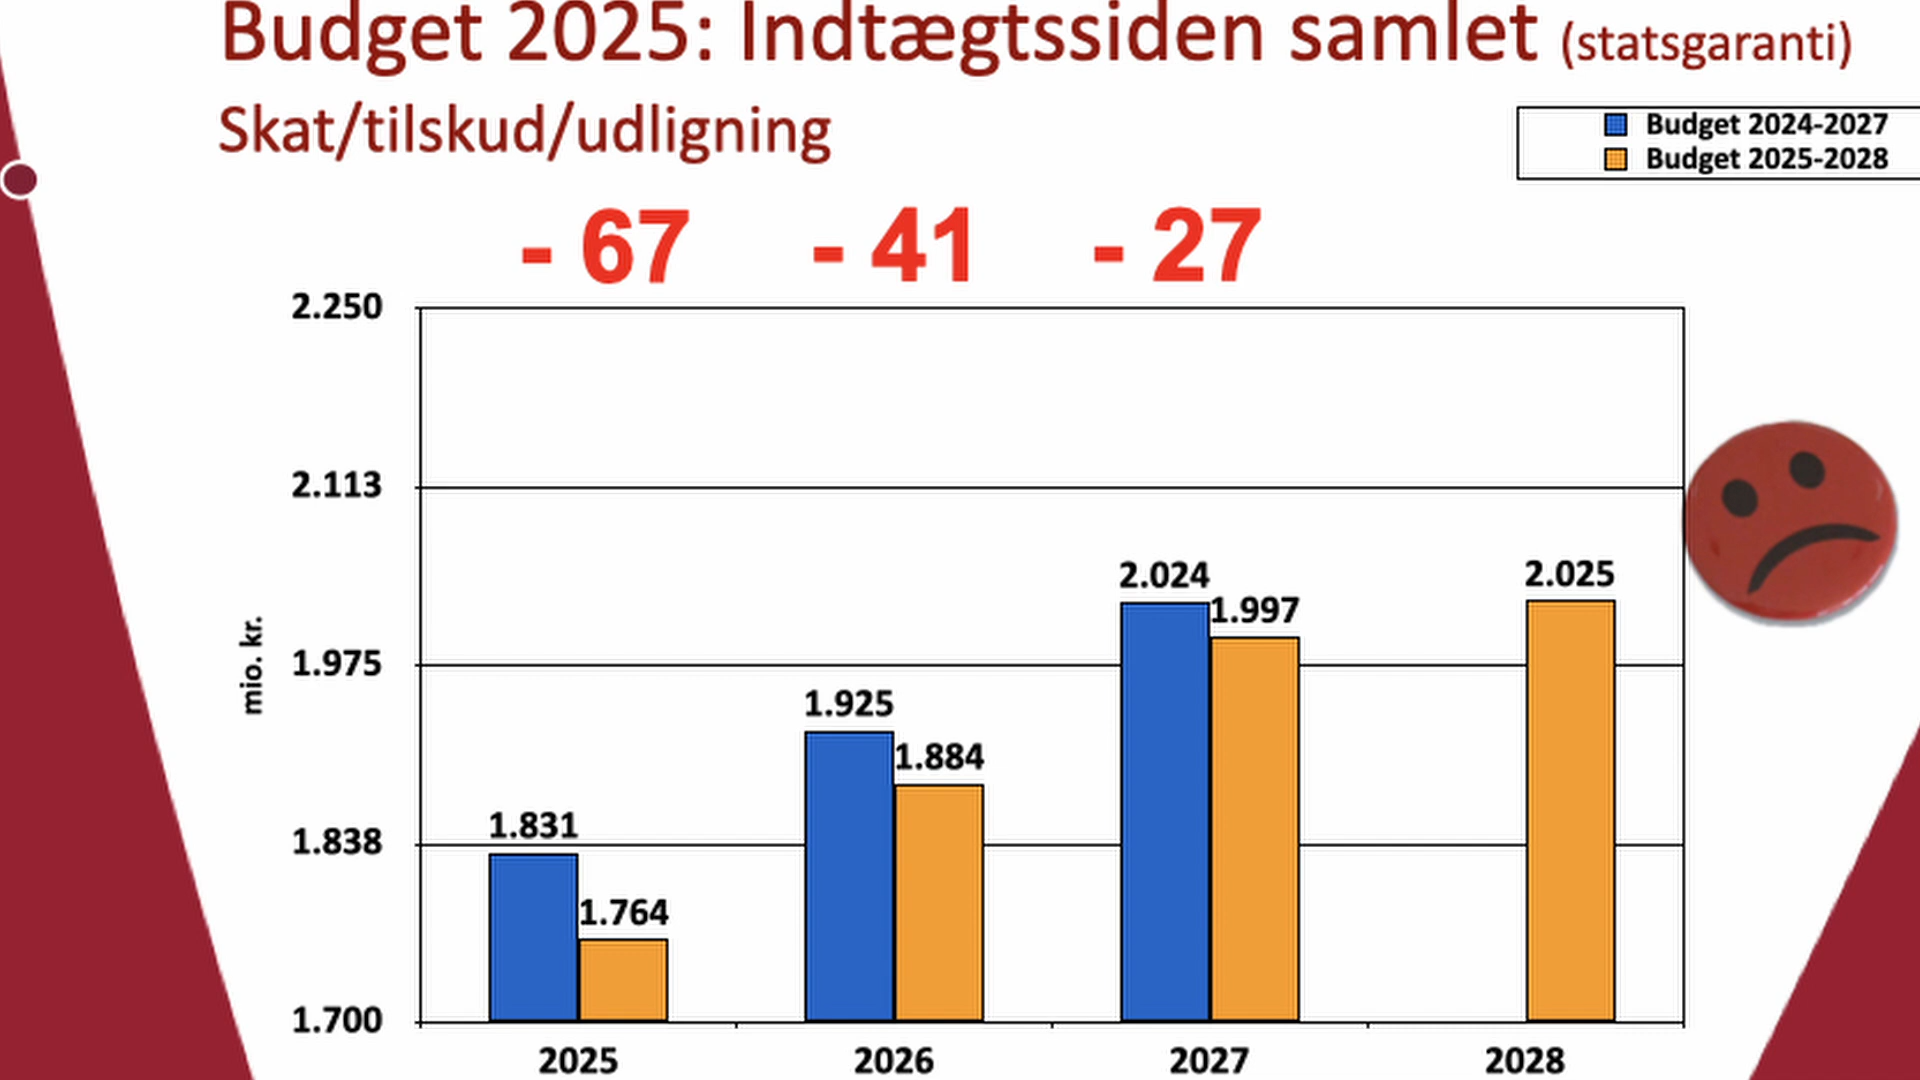 Budget 2025: Indtægtssiden samlet (statsgaranti)
Skat/tilskud/udligning
Budget 2024-2027
Budget 2025-2028
- 67 - 41 - 27
2.250
2.113
1.975
1.838
1.700
mio. kr.
1.831
1.764
1.925
1.884
2.024
1.997
2.025
2025 2026 2027 2028